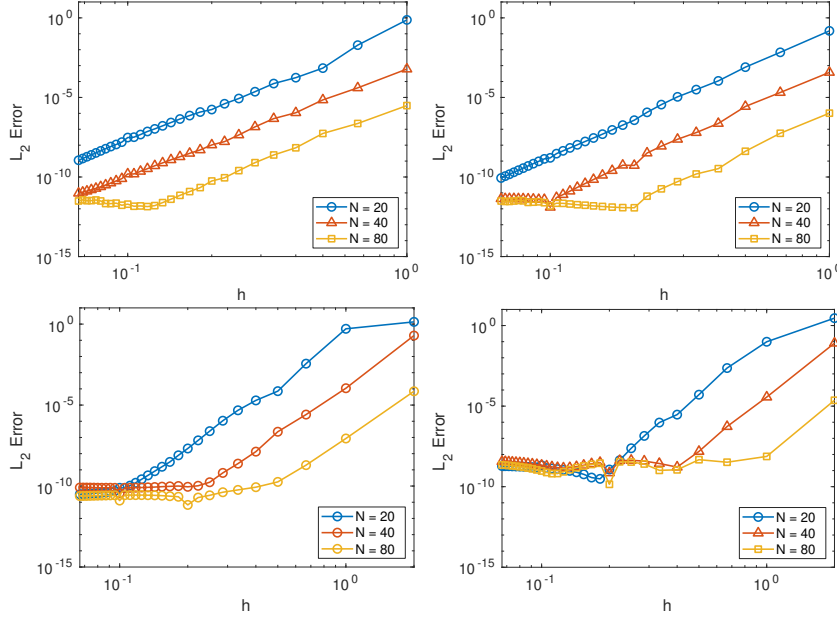 10^0
10^-5
10^-10
10^-15
L_2 Error
10^-1
10^0
h
N = 20
N = 40
N = 80
10^0
10^-5
10^-10
10^-15
L_2 Error
10^-1
10^0
h
N = 20
N = 40
N = 80
10^0
10^-5
10^-10
10^-15
L_2 Error
10^-1
10^0
h
N = 20
N = 40
N = 80
10^0
10^-5
10^-10
10^-15
L_2 Error
10^-1
10^0
h
N = 20
N = 40
N = 80